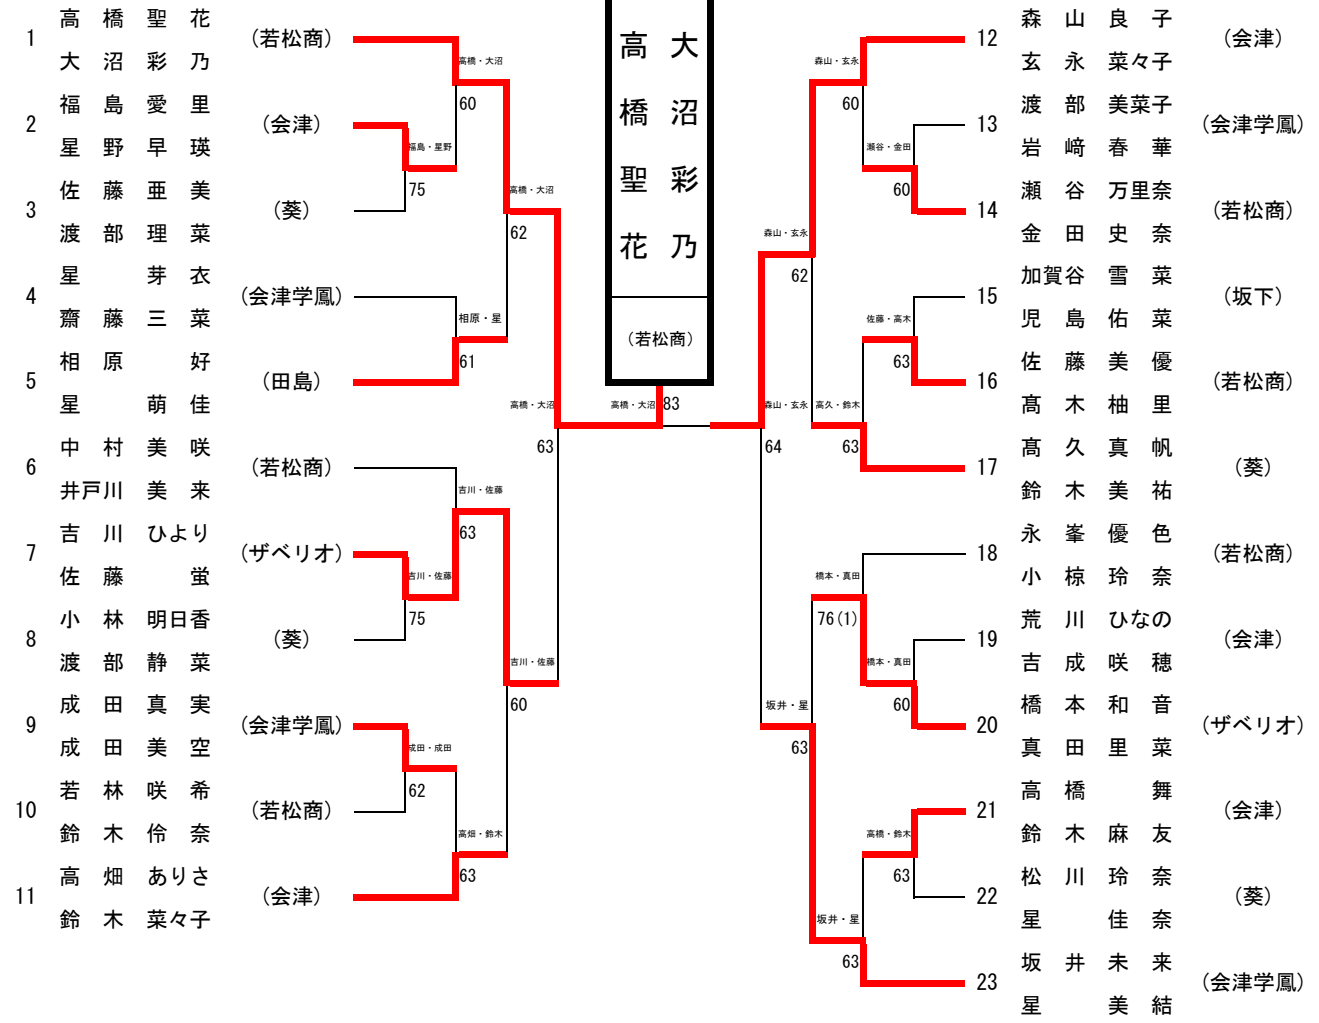 1 高橋聖花 (若松商)
大沼彩乃
2 福島愛里 (会津)
星野早瑛
3 佐藤亜美 (葵)
渡部理菜
4 星芽衣 (会津学鳳)
齋藤三菜
5 相原好 (田島)
星萌佳
6 中村美咲 (若松商)
井戸川美来
7 吉川ひより (ザベリオ)
佐藤蛍
8 小林明日香 (葵)
渡部静菜
9 成田真実 (会津学鳳)
成田美空
10 若林咲希 (若松商)
鈴木伶奈
11 高畑ありさ (会津)
鈴木菜々子
高橋・大沼
60
福島・星野
75
高橋・大沼
62
相原・星
61
高橋・大沼
63
吉川・佐藤
63
吉川・佐藤
75
吉川・佐藤
60
成田・成田
62
高畑・鈴木
63
高橋聖花
大沼彩乃
(若松商)
高橋・大沼
83
森山・玄永
60
瀬谷・金田
60
森山・玄永
62
佐藤・高木
63
森山・玄永
64
高久・鈴木
63
橋本・真田
76(1)
橋本・真田
60
坂井・星
63
高橋・鈴木
63
坂井・星
63
12 森山良子 (会津)
玄永菜々子
13 渡部美菜子 (会津学鳳)
岩﨑春華
14 瀬谷万里奈 (若松商)
金田史奈
15 加賀谷雪菜 (坂下)
児島佑菜
16 佐藤美優 (若松商)
髙木柚里
17 髙久真帆 (葵)
鈴木美祐
18 永峯優色 (若松商)
小椋玲奈
19 荒川ひなの (会津)
吉成咲穂
20 橋本和音 (ザベリオ)
真田里菜
21 高橋舞 (会津)
鈴木麻友
22 松川玲奈 (葵)
星佳奈
23 坂井未来 (会津学鳳)
星美結